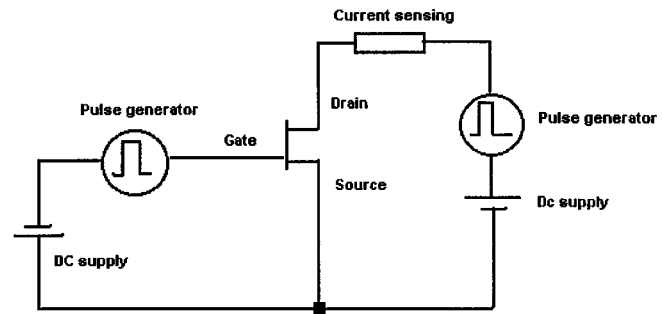 Current sensing
Pulse generator
Drain
Pulse generator
Gate
Source
Dc supply
DC supply